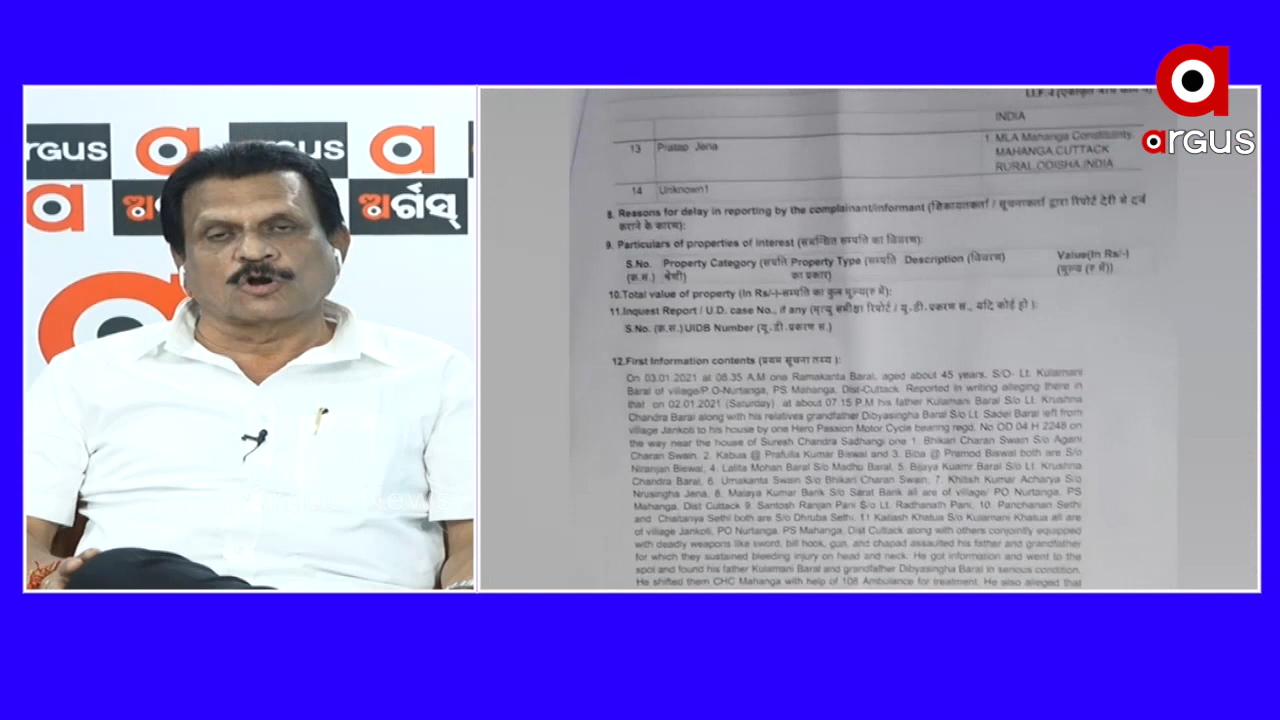 argus
argus
argus
ଅର୍ଗସ୍
INDIA
13 Pratap Jena 1. MLA Mahanga Constituinty,
MAHANGA,CUTTACK
RURAL,ODISHA,INDIA
14 Unknown1
8. Reasons for delay in reporting by the complainant/informant (शिकायतकर्ता / सूचनाकर्ता द्वारा रिपोर्ट देरी से दर्ज
कराने के कारण):
9. Particulars of properties of interest (सम्बन्धित सम्पत्ति का विवरण):
S.No. Property Category (सपत्ति Property Type (सम्पत्ति Description (विवरण) Value(In Rs/-)
(क्र.सं.) श्रेणी) का प्रकार) (मूल्य (रु में))
10.Total value of property (In Rs/-)-सम्पत्ति का कुल मूल्य(रु में):
11.Inquest Report / U.D. case No., if any (मृत्यु समीक्षा रिपोर्ट / यू.डी.प्रकरण स., यदि कोई हो ):
S.No. (क्र.सं.) UIDB Number (यू.डी.प्रकरण स.)
12.First Information contents (प्रथम सूचना तथ्य ):
On 03.01.2021 at 08.35 A.M one Ramakanta Baral, aged about 45 years, S/O- Lt. Kulamani
Baral of village/P.O-Nurtanga, PS Mahanga, Dist-Cuttack. Reported in writing alleging there in
that on 02.01.2021 (Saturday) at about 07.15 P.M his father Kulamani Baral S/o Lt. Krushna
Chandra Baral along with his relatives grandfather Dibyasingha Baral S/o Lt. Sadei Baral left from
village Jankoti to his house by one Hero Passion Motor Cycle bearing regd. No OD 04 H 2248 on
the way near the house of Suresh Chandra Sadhangi one 1. Bhikari Charan Swain S/o Agani
Charan Swain, 2. Kabua @ Prafulla Kumar Biswal and 3. Biba @ Pramod Biswal both are S/o
Niranjan Biswal, 4. Lalita Mohan Baral S/o Madhu Baral, 5. Bijaya Kuamr Baral S/o Lt. Krushna
Chandra Baral, 6. Umakanta Swain S/o Bhikari Charan Swain, 7. Khitish Kumar Acharya S/o
Nrusingha Jena, 8. Malaya Kumar Barik S/o Sarat Barik all are of village/ PO Nurtanga, PS
Mahanga, Dist Cuttack 9. Santosh Ranjan Pani S/o Lt. Radhanath Pani, 10. Panchanan Sethi
and Chaitanya Sethi both are S/o Dhruba Sethi, 11 Kailash Khatua S/o Kulamani Khatua all are
of village Jankoti, PO Nurtanga, PS Mahanga, Dist Cuttack along with others conjointly equipped
with deadly weapons like sword, bill hook, gun, and chapad assaulted his father and grandfather
for which they sustained bleeding injury on head and neck. He got information and went to the
spot and found his father Kulamani Baral and grandfather Dibyasingha Baral in serious condition.
He shifted them CHC Mahanga with help of 108 Ambulance for treatment. He also alleged that